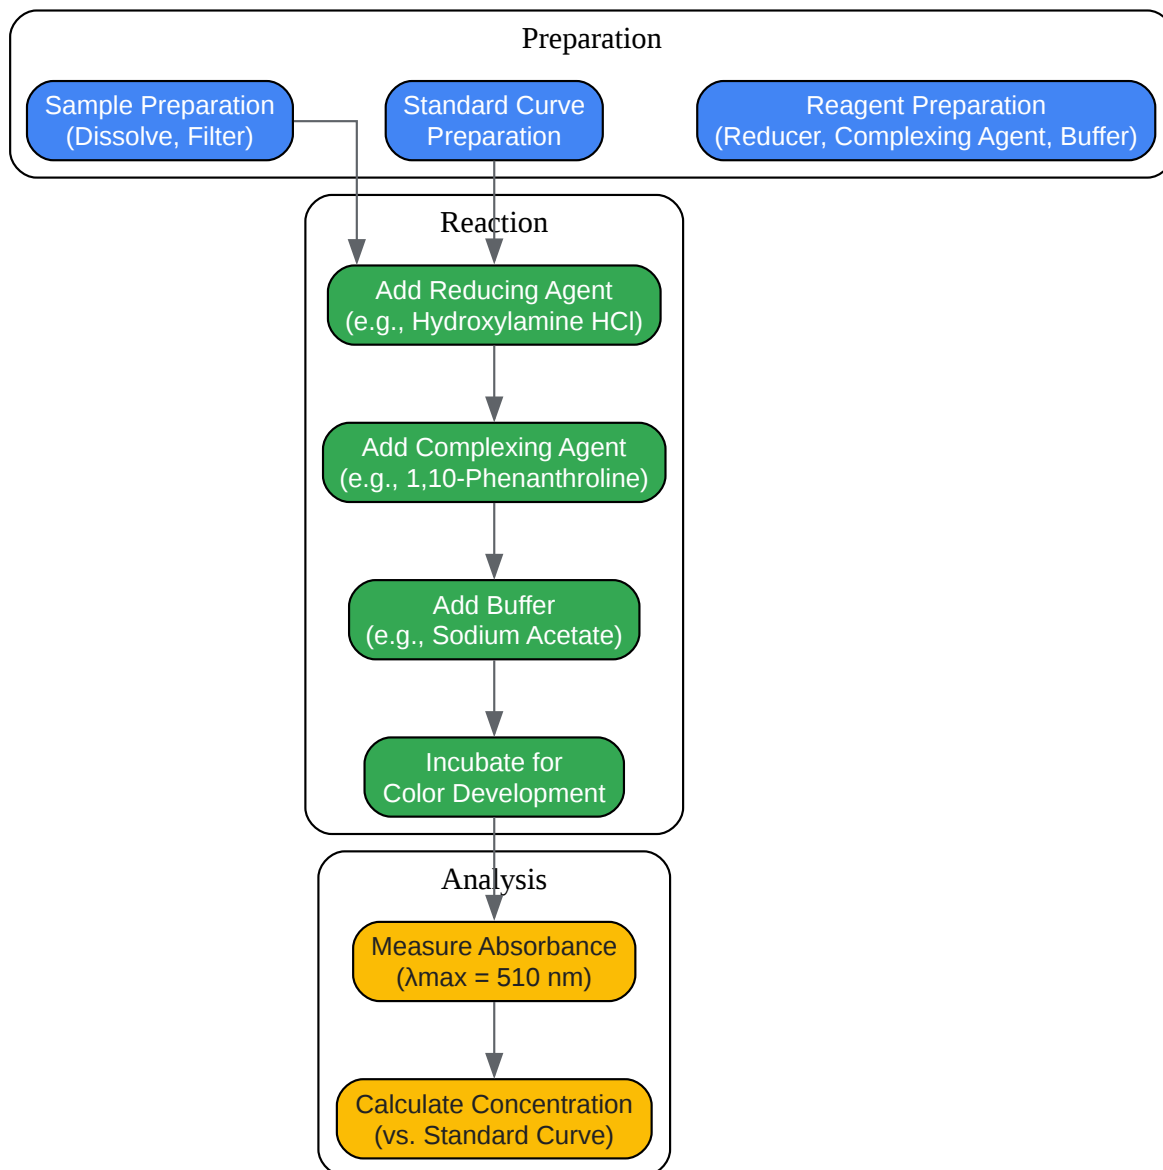 Preparation
Sample Preparation
(Dissolve, Filter)
Standard Curve
Preparation
Reagent Preparation
(Reducer, Complexing Agent, Buffer)
Reaction
Add Reducing Agent
(e.g., Hydroxylamine HCl)
Add Complexing Agent
(e.g., 1,10-Phenanthroline)
Add Buffer
(e.g., Sodium Acetate)
Incubate for
Color Development
Analysis
Measure Absorbance
(λmax = 510 nm)
Calculate Concentration
(vs. Standard Curve)